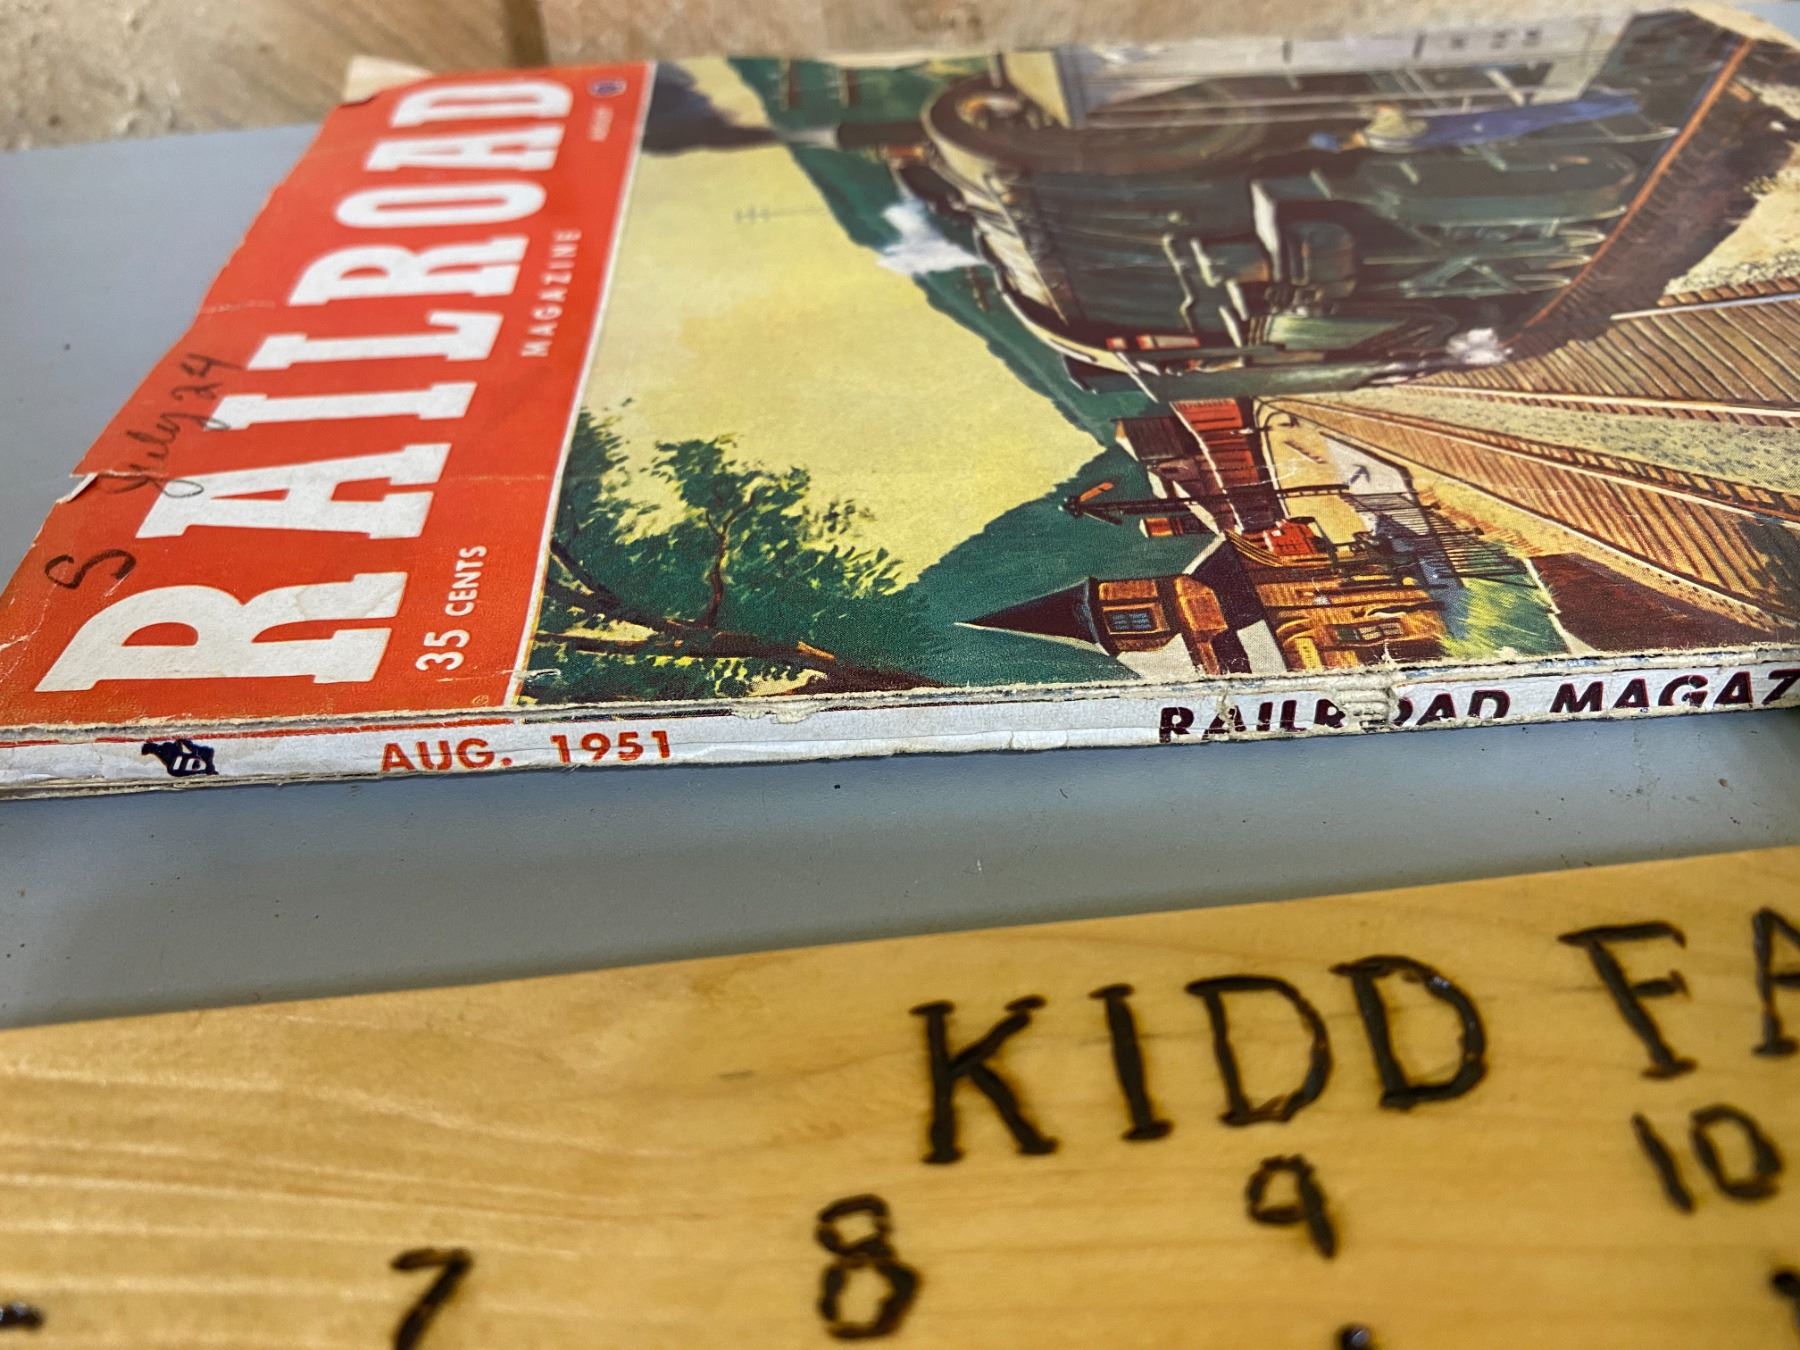 S July 24
RAILROAD
MAGAZINE
35 CENTS
AUG. 1951
RAILROAD MAGAZ
KIDD FA
7 8 9 10